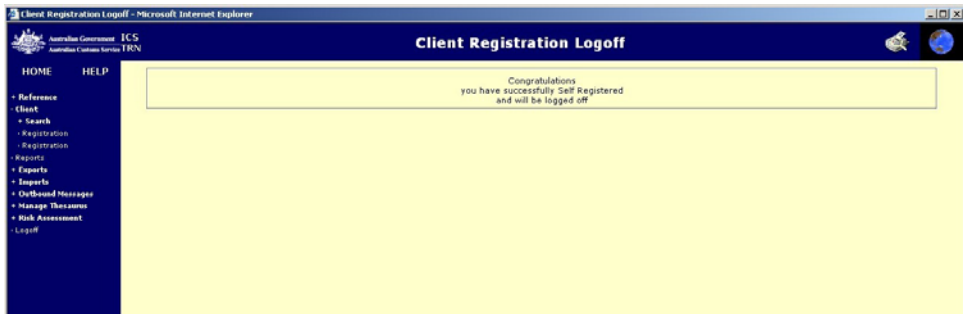 Client Registration Logoff - Microsoft Internet Explorer
Australian Government
Australian Customs Service
ICS
TRN
Client Registration Logoff
HOME HELP
+ Reference
- Client
+ Search
- Registration
- Registration
- Reports
+ Exports
+ Imports
+ Outbound Messages
+ Manage Thesaurus
+ Risk Assessment
- Logoff
Congratulations
you have successfully Self Registered
and will be logged off